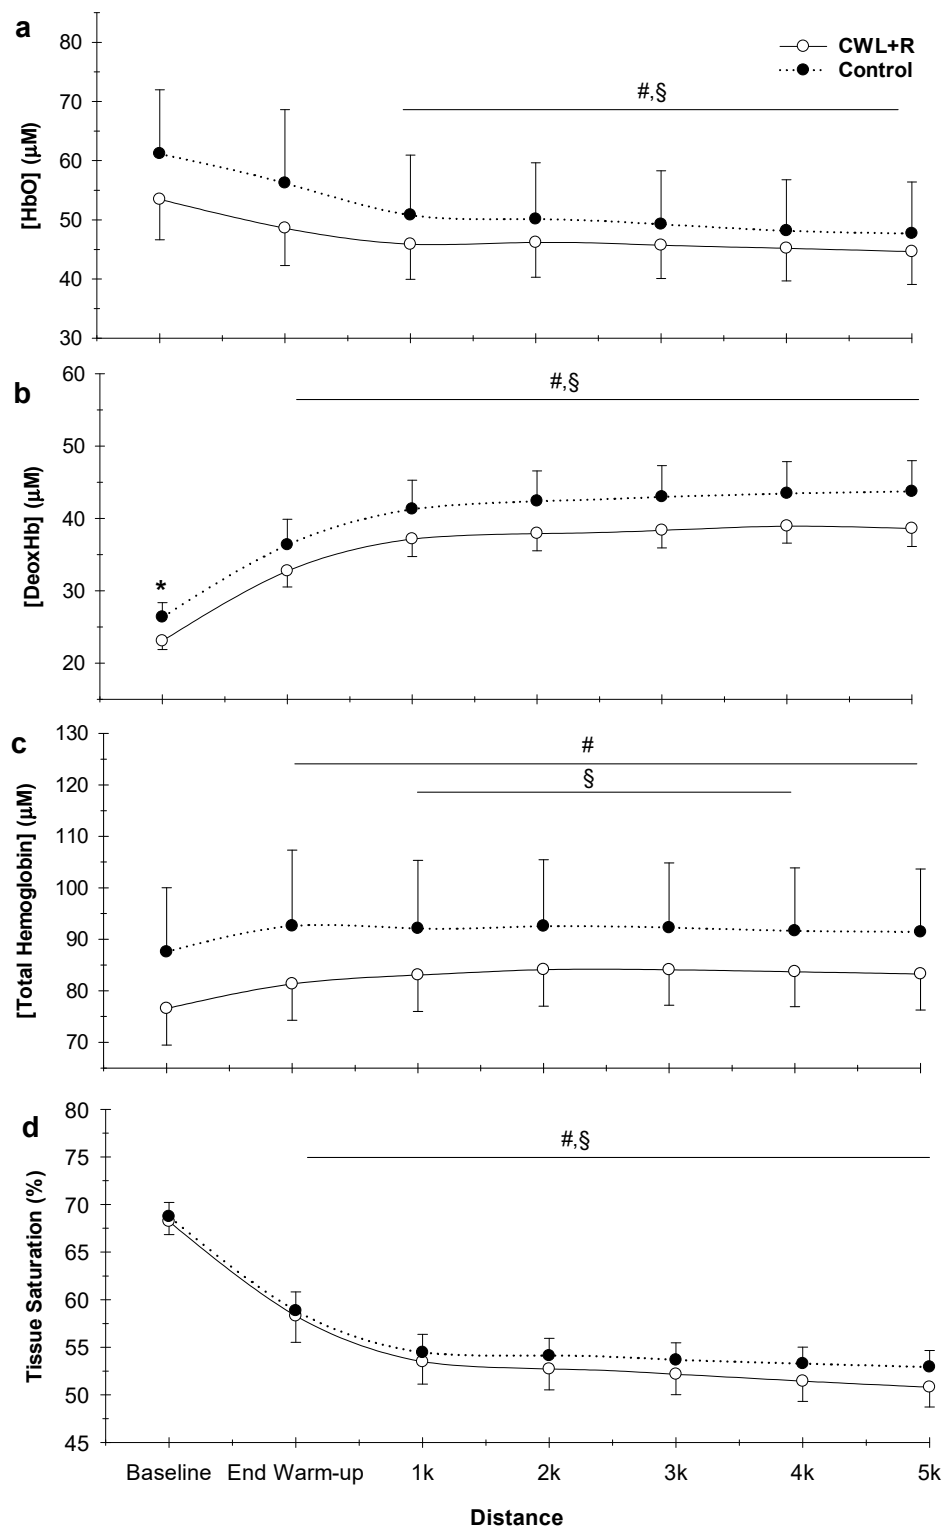 a
80
70
60
50
40
30
[HbO] (μM)
CWL+R
Control
#,§
b
60
50
40
30
20
[DeoxHb] (μM)
#,§
*
c
130
120
110
100
90
80
70
[Total Hemoglobin] (μM)
#
§
d
80
75
70
65
60
55
50
45
Tissue Saturation (%)
#,§
Baseline End Warm-up 1k 2k 3k 4k 5k
Distance